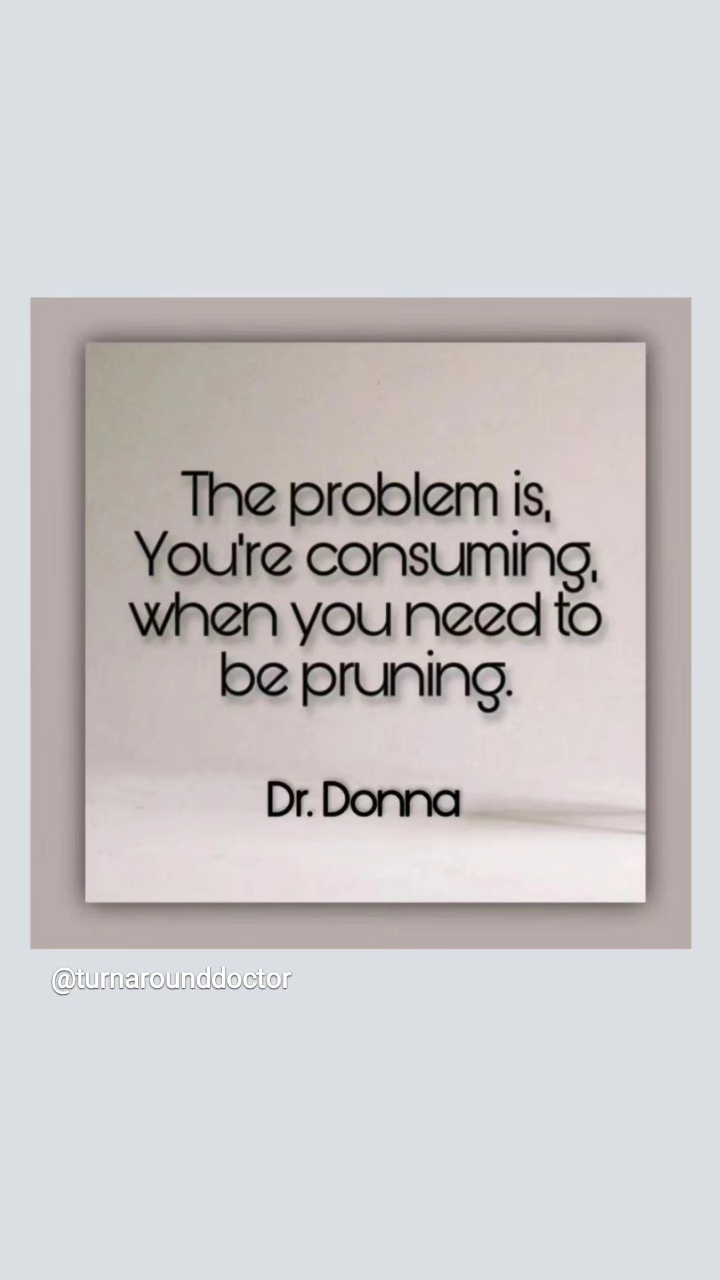 The problem is,
You're consuming,
when you need to
be pruning.
Dr. Donna
@turnarounddoctor